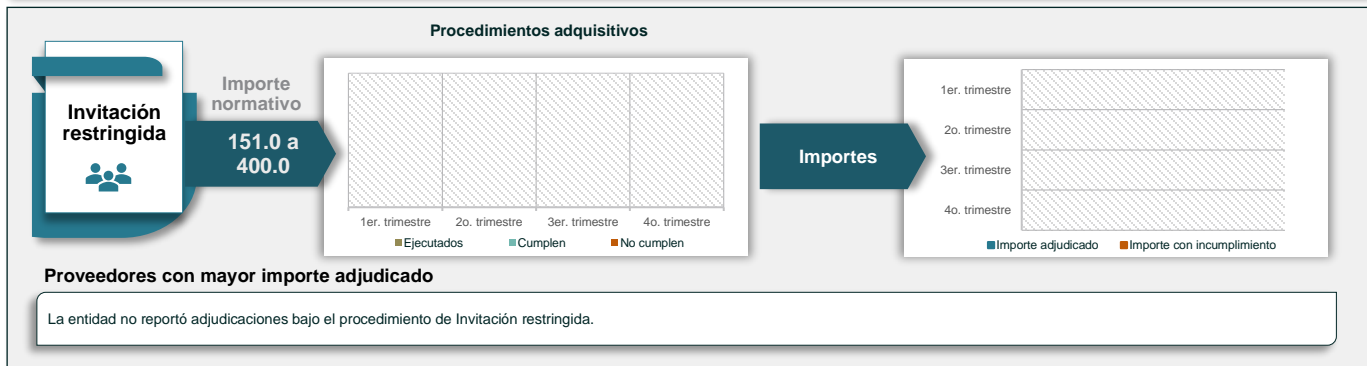 Procedimientos adquisitivos
Invitación
restringida
Importe
normativo
151.0 a
400.0
1er. trimestre
2o. trimestre
3er. trimestre
4o. trimestre
Ejecutados
Cumplen
No cumplen
Importes
1er. trimestre
2o. trimestre
3er. trimestre
4o. trimestre
Importe adjudicado
Importe con incumplimiento
Proveedores con mayor importe adjudicado
La entidad no reportó adjudicaciones bajo el procedimiento de Invitación restringida.